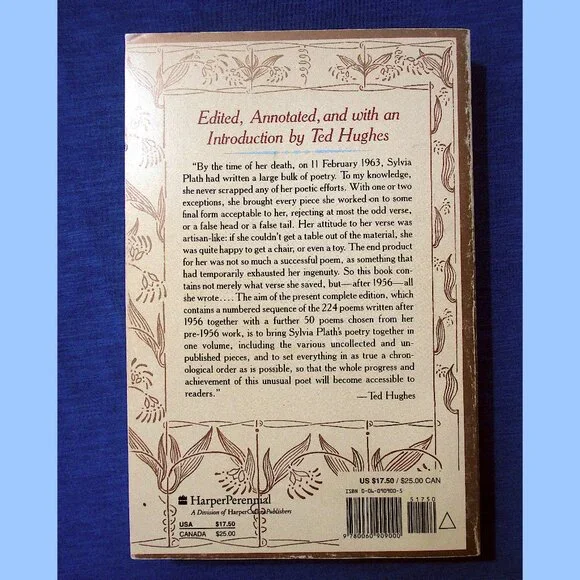 Edited, Annotated, and with an
Introduction by Ted Hughes
“By the time of her death, on 11 February 1963, Sylvia
Plath had written a large bulk of poetry. To my knowledge,
she never scrapped any of her poetic efforts. With one or two
exceptions, she brought every piece she worked on to some
final form acceptable to her, rejecting at most the odd verse,
or a false head or a false tail. Her attitude to her verse was
artisan-like: if she couldn't get a table out of the material, she
was quite happy to get a chair, or even a toy. The end product
for her was not so much a successful poem, as something that
had temporarily exhausted her ingenuity. So this book con-
tains not merely what verse she saved, but—after 1956—all
she wrote.... The aim of the present complete edition, which
contains a numbered sequence of the 224 poems written after
1956 together with a further 50 poems chosen from her
pre-1956 work, is to bring Sylvia Plath's poetry together in
one volume, including the various uncollected and un-
published pieces, and to set everything in as true a chron-
ological order as is possible, so that the whole progress and
achievement of this unusual poet will become accessible to
readers.”
—Ted Hughes
HarperPerennial
A Division of HarperCollinsPublishers
USA $17.50
CANADA $25.00
US $17.50 / $25.00 CAN
ISBN 0-06-090900-5
51750
9 780060 909000